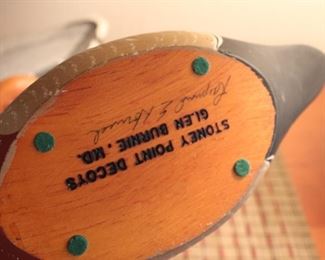 STONEY POINT DECOYS
GLEN BURNIE, MD.